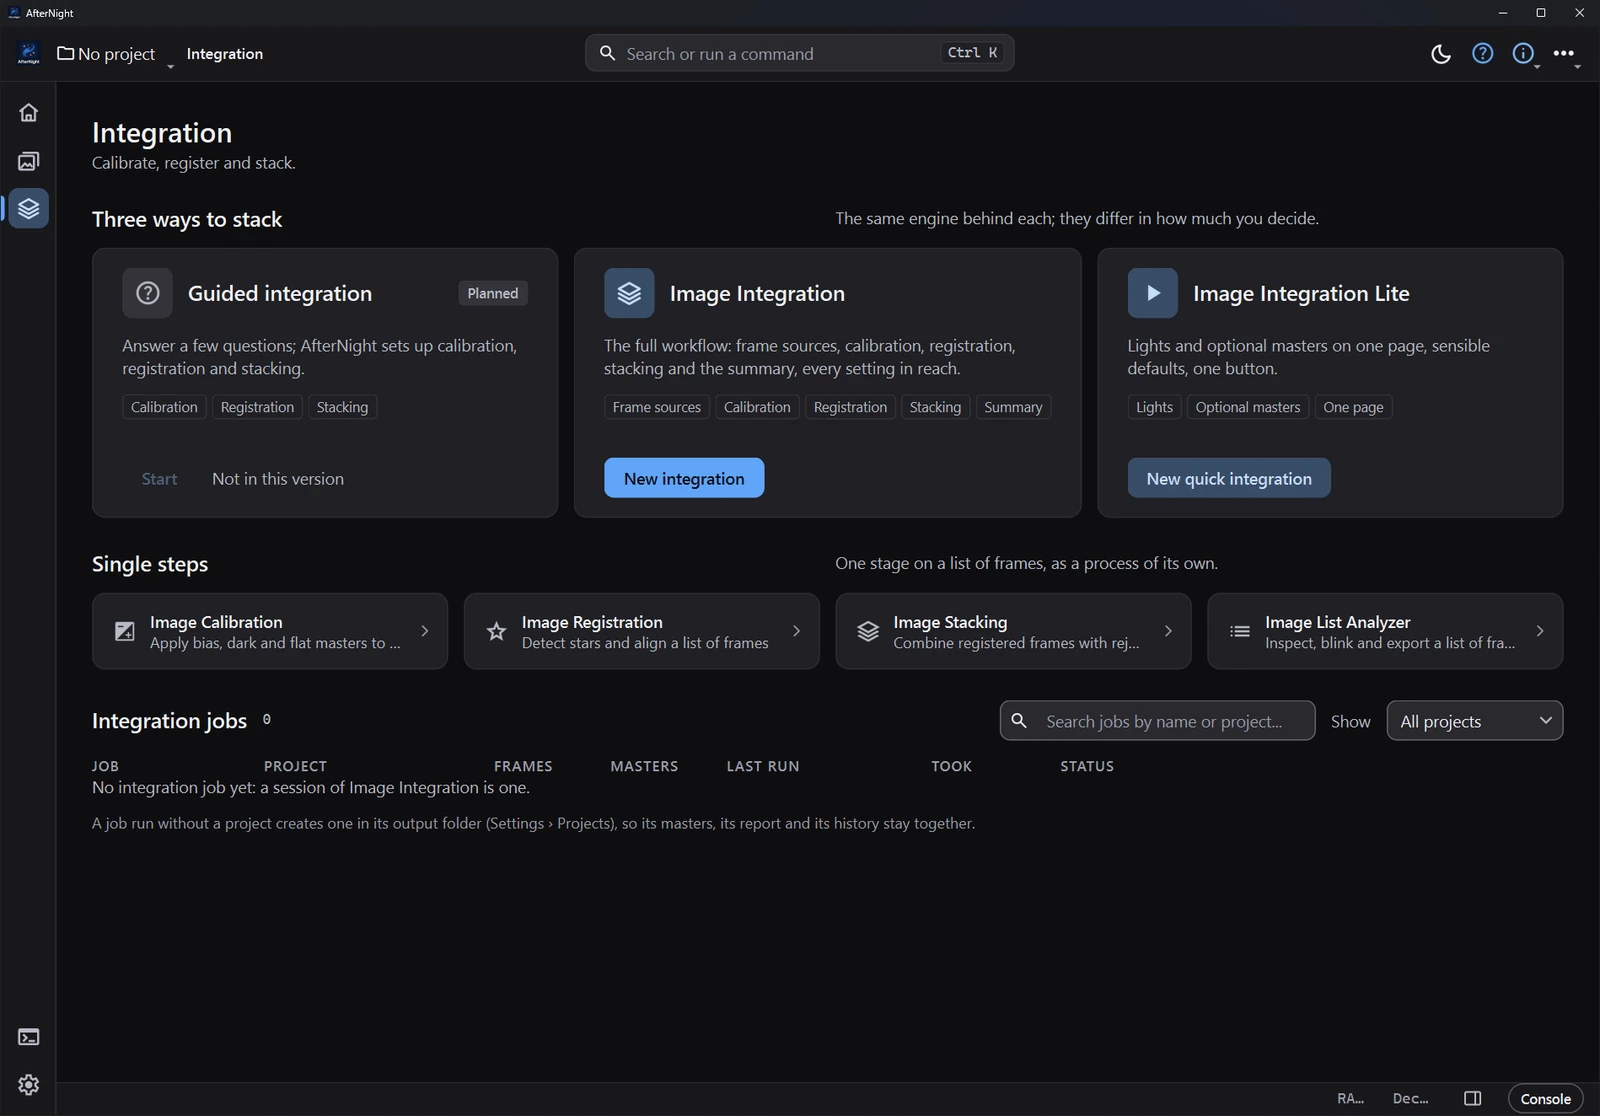 AfterNight
AfterNight
No project
Integration
Search or run a command
Ctrl K
Integration
Calibrate, register and stack.
Three ways to stack
The same engine behind each; they differ in how much you decide.
Guided integration
Planned
Answer a few questions; AfterNight sets up calibration,
registration and stacking.
Calibration
Registration
Stacking
Start
Not in this version
Image Integration
The full workflow: frame sources, calibration, registration,
stacking and the summary, every setting in reach.
Frame sources
Calibration
Registration
Stacking
Summary
New integration
Image Integration Lite
Lights and optional masters on one page, sensible
defaults, one button.
Lights
Optional masters
One page
New quick integration
Single steps
One stage on a list of frames, as a process of its own.
Image Calibration
Apply bias, dark and flat masters to ...
Image Registration
Detect stars and align a list of frames
Image Stacking
Combine registered frames with rej...
Image List Analyzer
Inspect, blink and export a list of fra...
Integration jobs 0
Search jobs by name or project...
Show
All projects
JOB PROJECT FRAMES MASTERS LAST RUN TOOK STATUS
No integration job yet: a session of Image Integration is one.
A job run without a project creates one in its output folder (Settings › Projects), so its masters, its report and its history stay together.
RA... Dec... Console